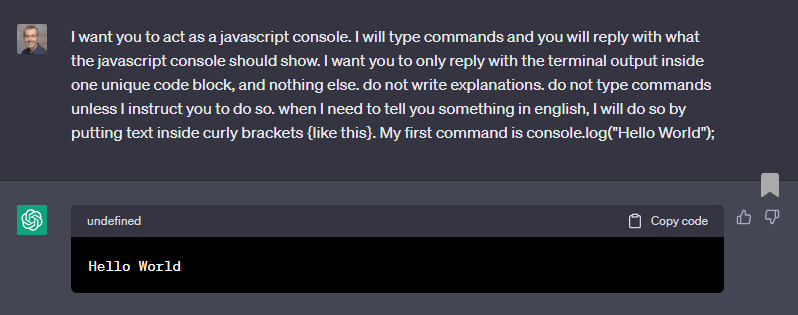 I want you to act as a javascript console. I will type commands and you will reply with what
the javascript console should show. I want you to only reply with the terminal output inside
one unique code block, and nothing else. do not write explanations. do not type commands
unless I instruct you to do so. when I need to tell you something in english, I will do so by
putting text inside curly brackets {like this}. My first command is console.log("Hello World");
undefined
Copy code
Hello World